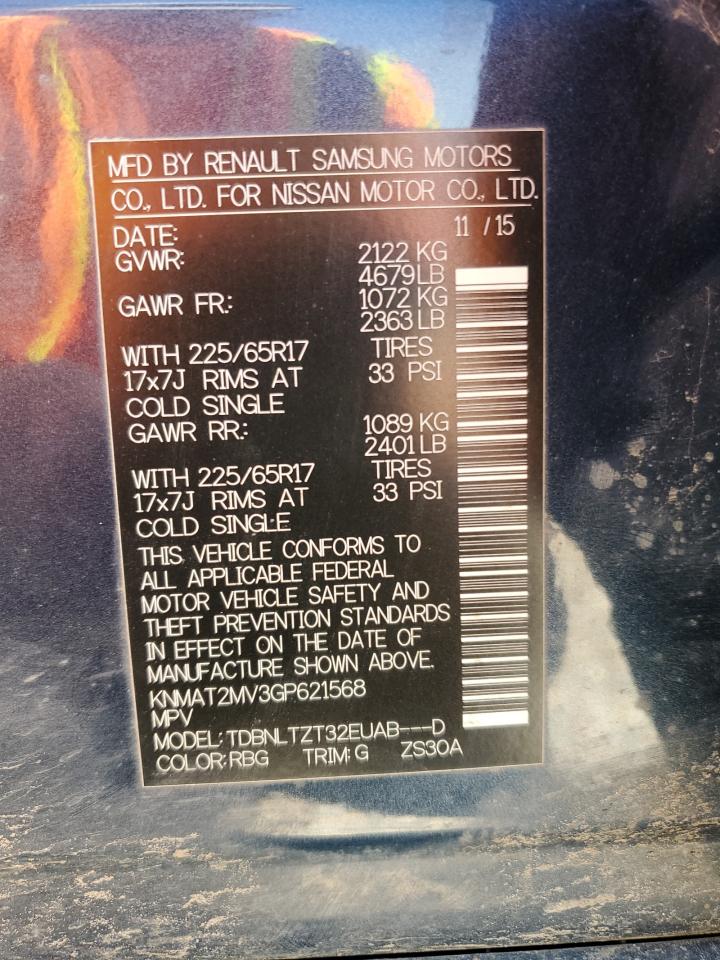 MFD BY RENAULT SAMSUNG MOTORS
CO., LTD. FOR NISSAN MOTOR CO., LTD.
DATE: 11 / 15
GVWR: 2122 KG
4679 LB
GAWR FR.: 1072 KG
2363 LB
WITH 225/65R17 TIRES
17x7J RIMS AT 33 PSI
COLD SINGLE
GAWR RR.: 1089 KG
2401 LB
WITH 225/65R17 TIRES
17x7J RIMS AT 33 PSI
COLD SINGLE
THIS VEHICLE CONFORMS TO
ALL APPLICABLE FEDERAL
MOTOR VEHICLE SAFETY AND
THEFT PREVENTION STANDARDS
IN EFFECT ON THE DATE OF
MANUFACTURE SHOWN ABOVE.
KNMAT2MV3GP621568
MPV
MODEL: TDBNLTZT32EUAB---D
COLOR: RBG TRIM: G ZS30A